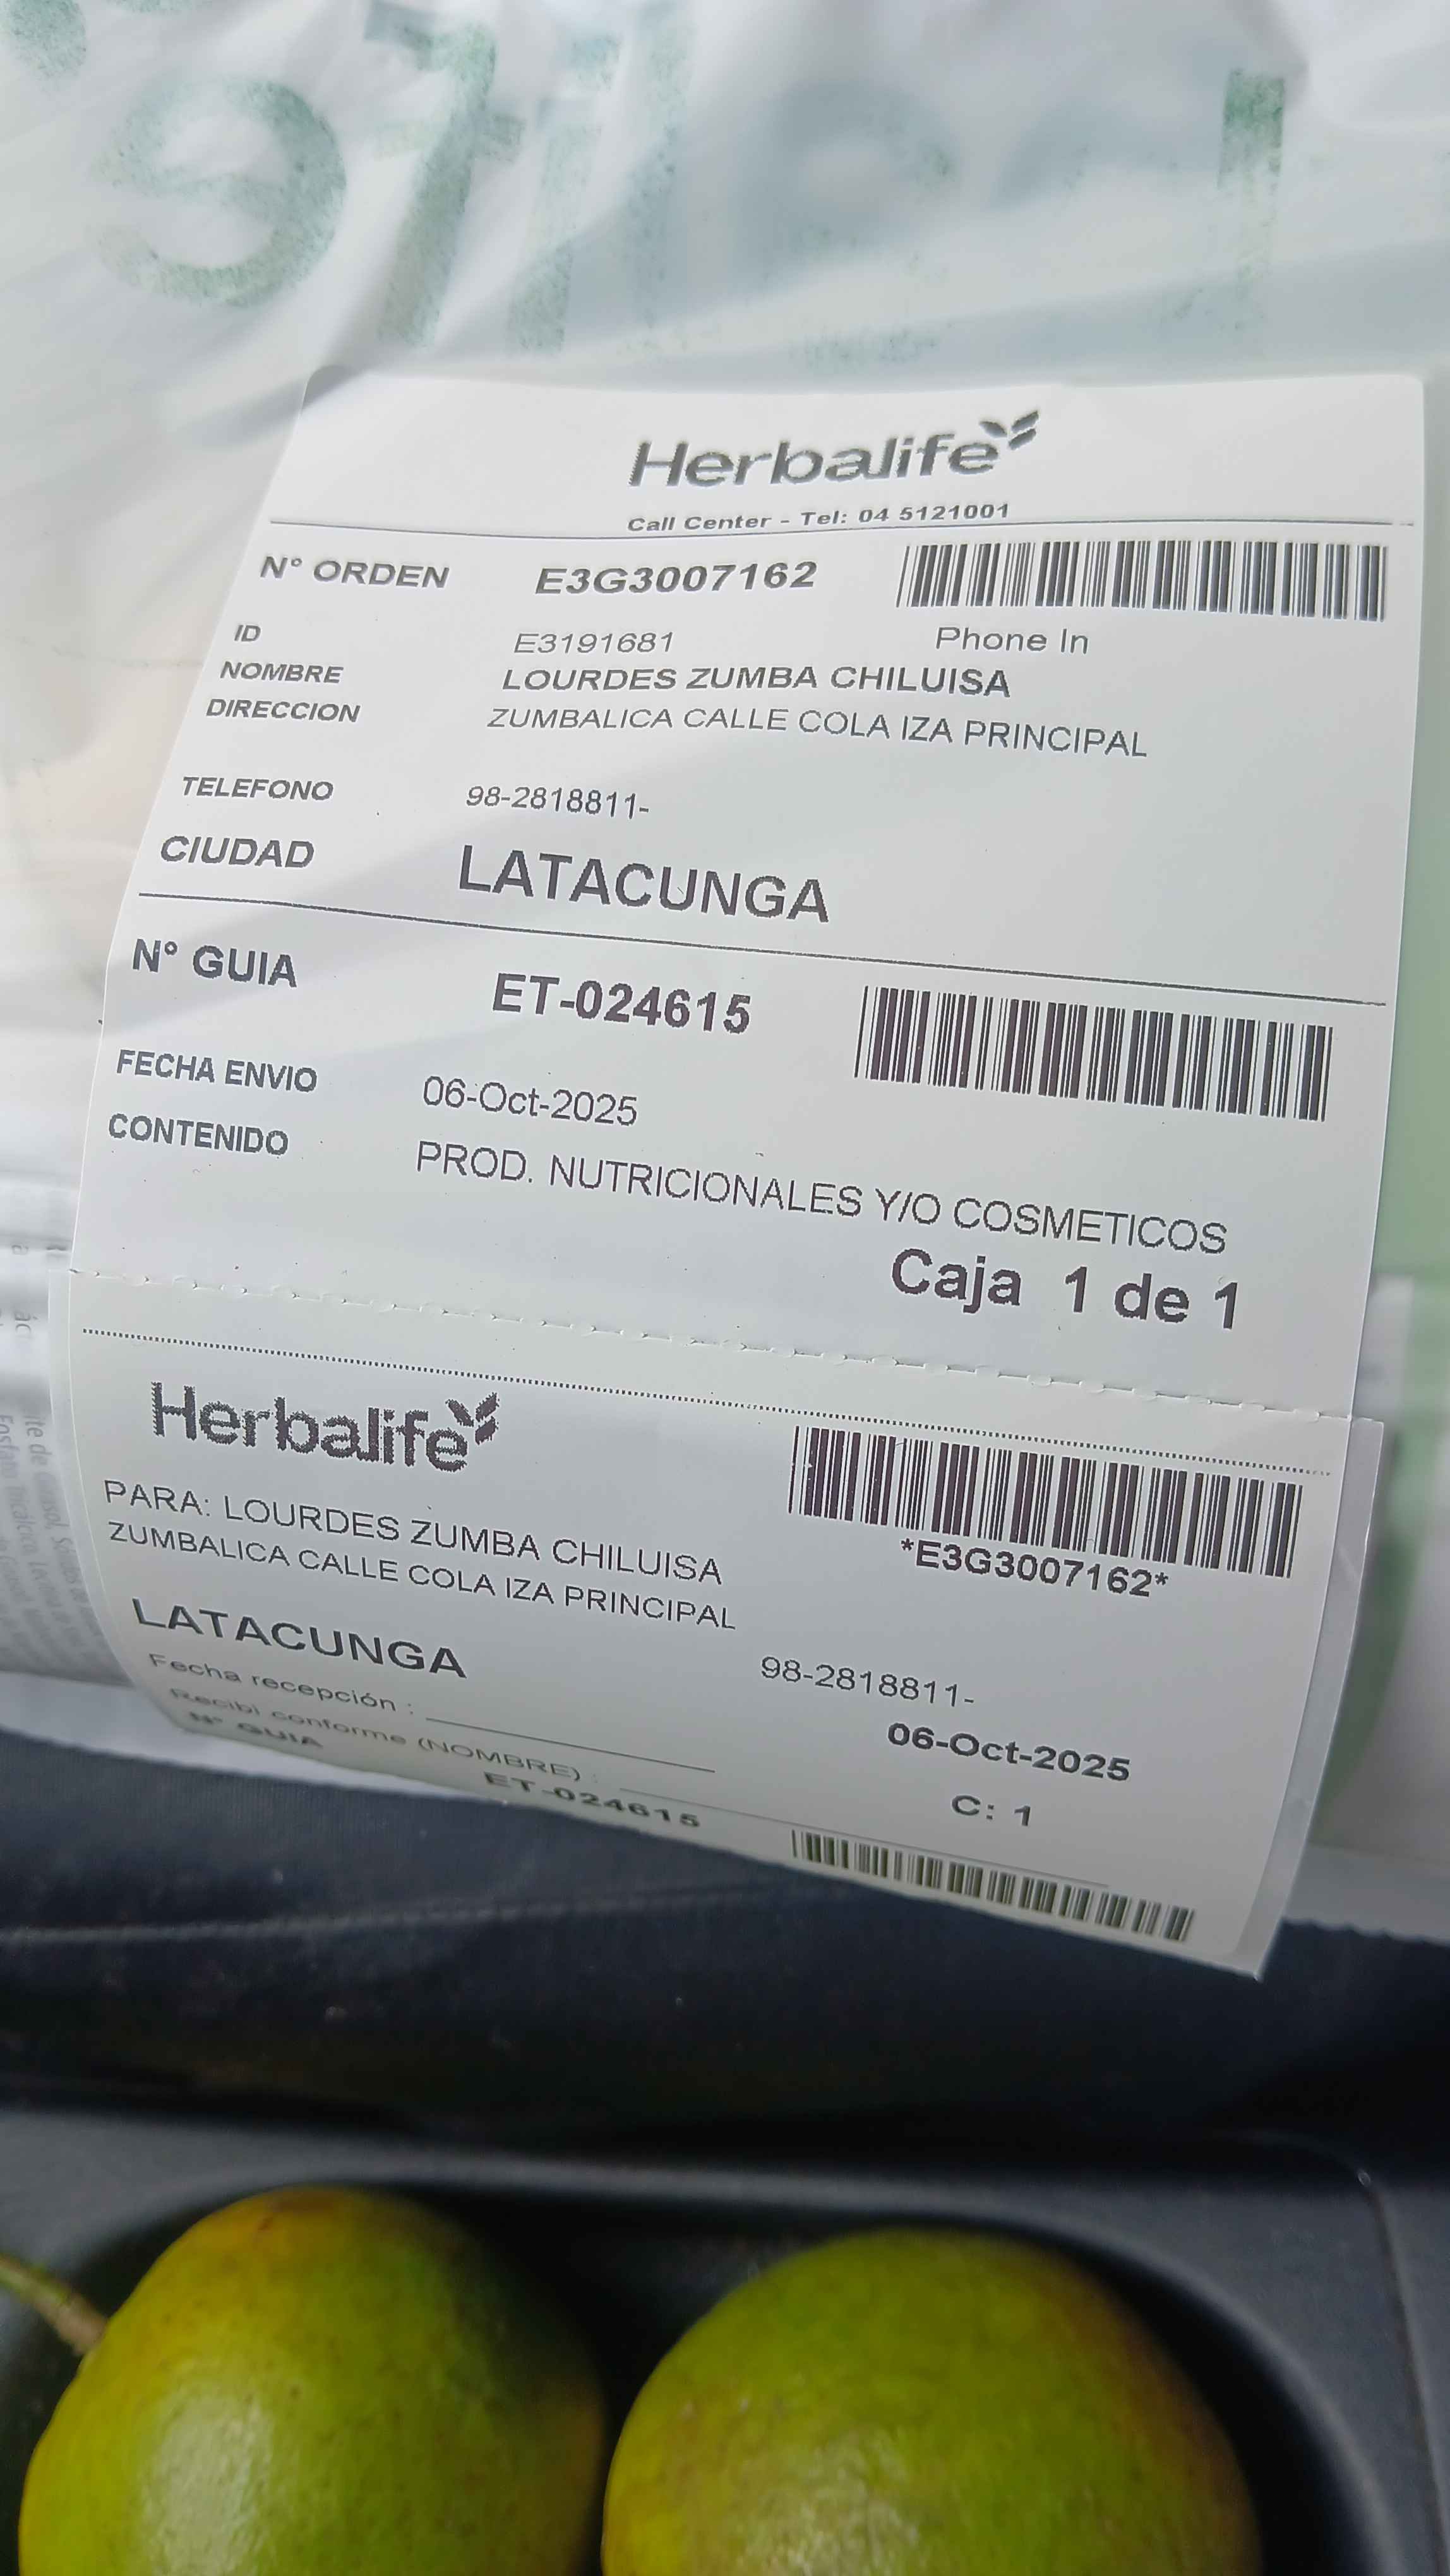 Herbalife
Call Center - Tel: 04 5121001
N° ORDEN E3G3007162
ID E3191681 Phone In
NOMBRE LOURDES ZUMBA CHILUISA
DIRECCION ZUMBALICA CALLE COLA IZA PRINCIPAL
TELEFONO 98-2818811-
CIUDAD LATACUNGA
N° GUIA ET-024615
FECHA ENVIO 06-Oct-2025
CONTENIDO PROD. NUTRICIONALES Y/O COSMETICOS
Caja 1 de 1
Herbalife
*E3G3007162*
PARA: LOURDES ZUMBA CHILUISA
ZUMBALICA CALLE COLA IZA PRINCIPAL
LATACUNGA 98-2818811-
Fecha recepción : 06-Oct-2025
Recibi conforme (NOMBRE) : C: 1
N° GUIA ET-024615